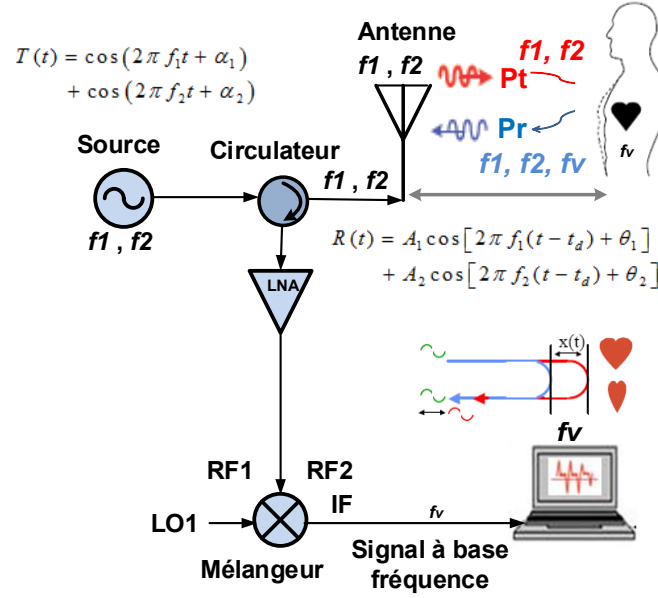 T(t) = cos(2π f₁t + α₁)
+ cos(2π f₂t + α₂)
Antenne
f1 , f2
f1, f2
Pt
Pr
fv
f1, f2, fv
Source
f1 , f2
Circulateur
f1 , f2
R(t) = A₁ cos[2π f₁(t − t_d) + θ₁]
+ A₂ cos[2π f₂(t − t_d) + θ₂]
LNA
x(t)
fv
RF1
RF2
IF
LO1
fv
Mélangeur
Signal à base
fréquence